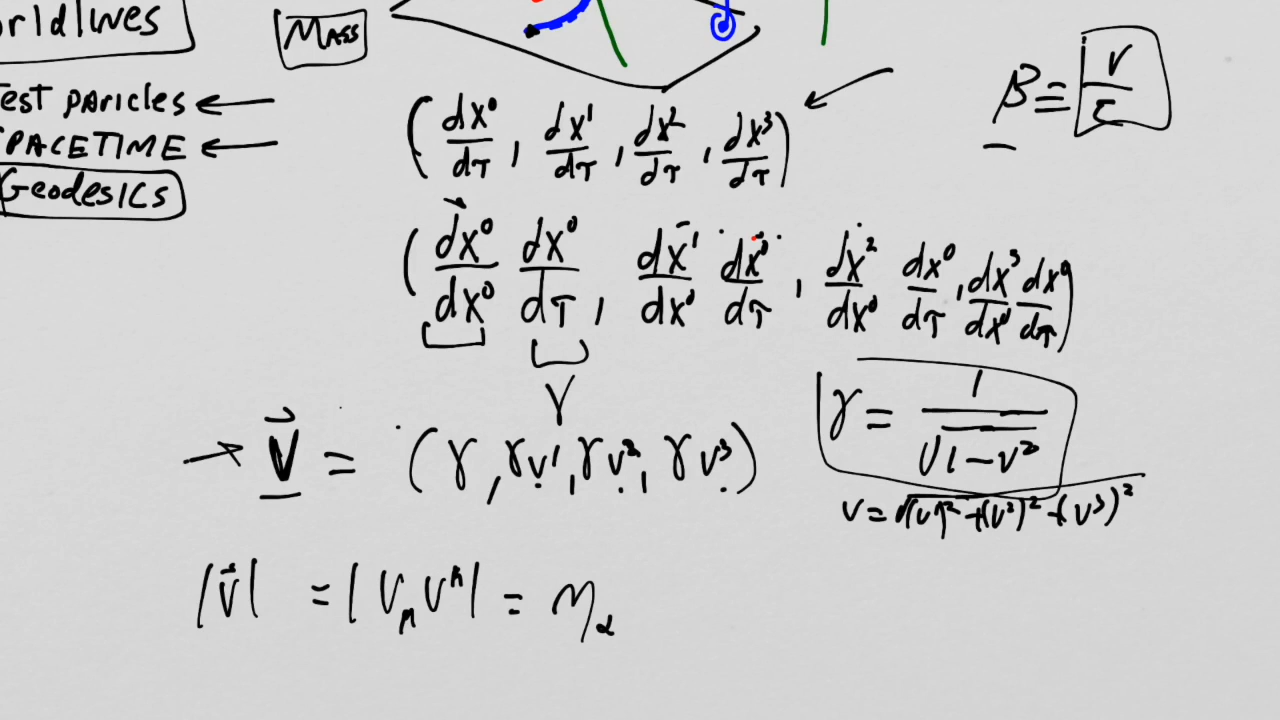 orldlines
MASS
est paricles ←
PACETIME ←
Geodesics
β ≡ v/c
(dx⁰/dτ, dx¹/dτ, dx²/dτ, dx³/dτ)
(dx⁰/dx⁰ dx⁰/dτ, dx¹/dx⁰ dx⁰/dτ, dx²/dx⁰ dx⁰/dτ, dx³/dx⁰ dx⁰/dτ)
γ
γ = 1/√1-v²
→ V⃗ = (γ, γv¹, γv², γv³)
v = √(v¹)²+(v²)²+(v³)²
|V⃗| = |VμV^μ| = η_α